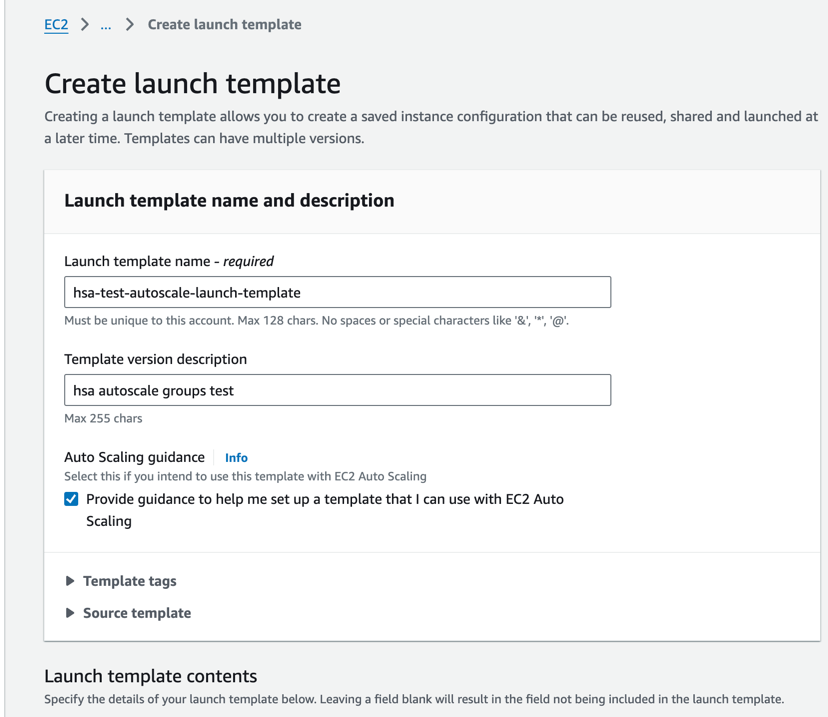 EC2 > ... > Create launch template
Create launch template
Creating a launch template allows you to create a saved instance configuration that can be reused, shared and launched at
a later time. Templates can have multiple versions.
Launch template name and description
Launch template name - required
hsa-test-autoscale-launch-template
Must be unique to this account. Max 128 chars. No spaces or special characters like '&', '*', '@'.
Template version description
hsa autoscale groups test
Max 255 chars
Auto Scaling guidance Info
Select this if you intend to use this template with EC2 Auto Scaling
Provide guidance to help me set up a template that I can use with EC2 Auto
Scaling
Template tags
Source template
Launch template contents
Specify the details of your launch template below. Leaving a field blank will result in the field not being included in the launch template.